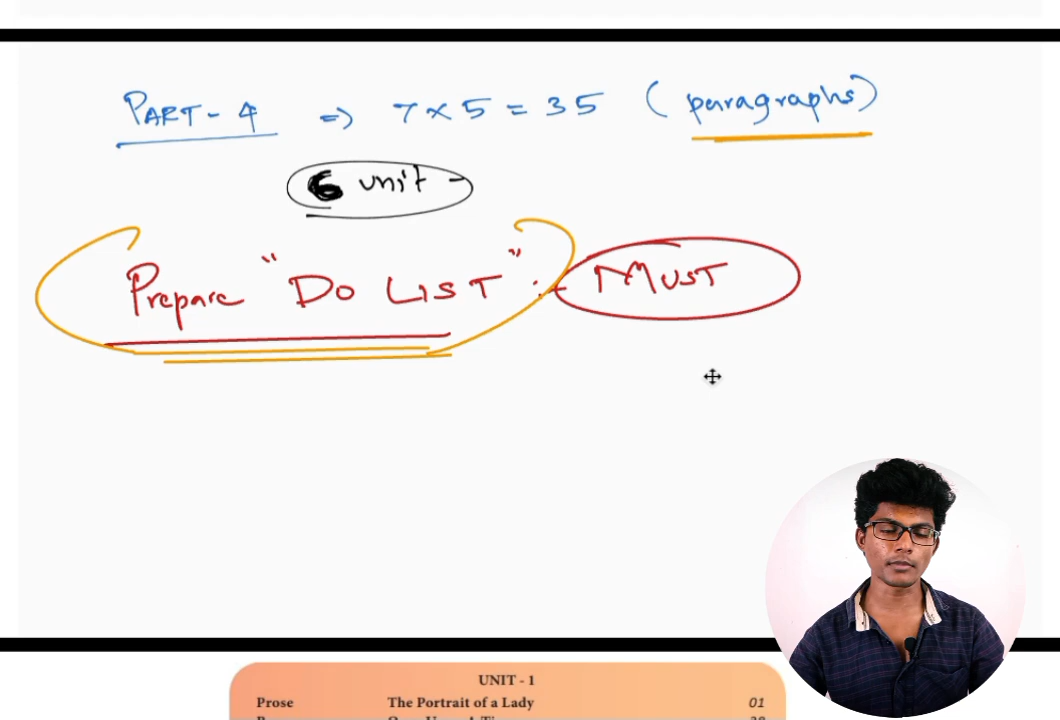 PART - 4 => 7 x 5 = 35 (paragraphs)
6 unit -
Prepare "DO LIST" :- MUST
UNIT - 1
Prose The Portrait of a Lady 01